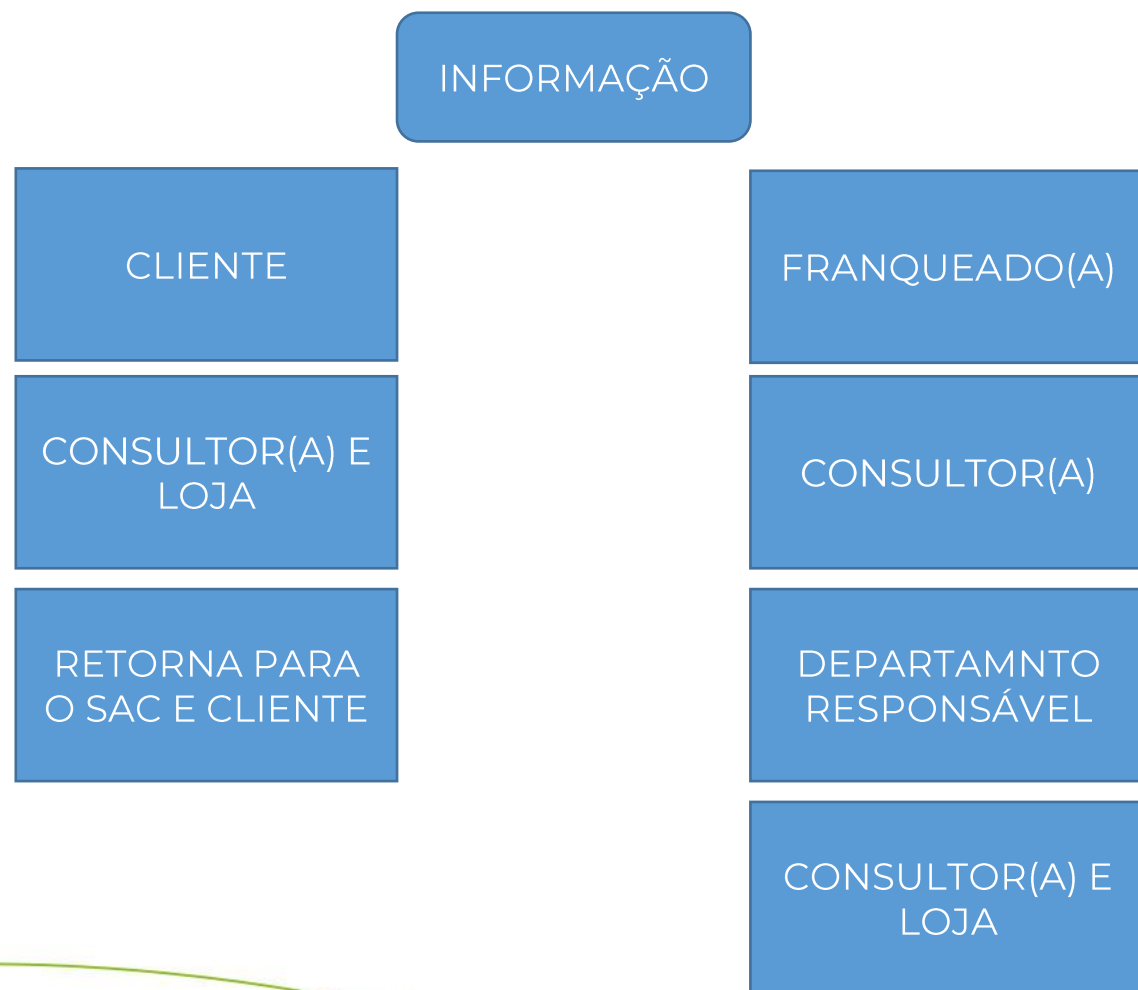 INFORMAÇÃO
CLIENTE
CONSULTOR(A) E
LOJA
RETORNA PARA
O SAC E CLIENTE
FRANQUEADO(A)
CONSULTOR(A)
DEPARTAMNTO
RESPONSÁVEL
CONSULTOR(A) E
LOJA